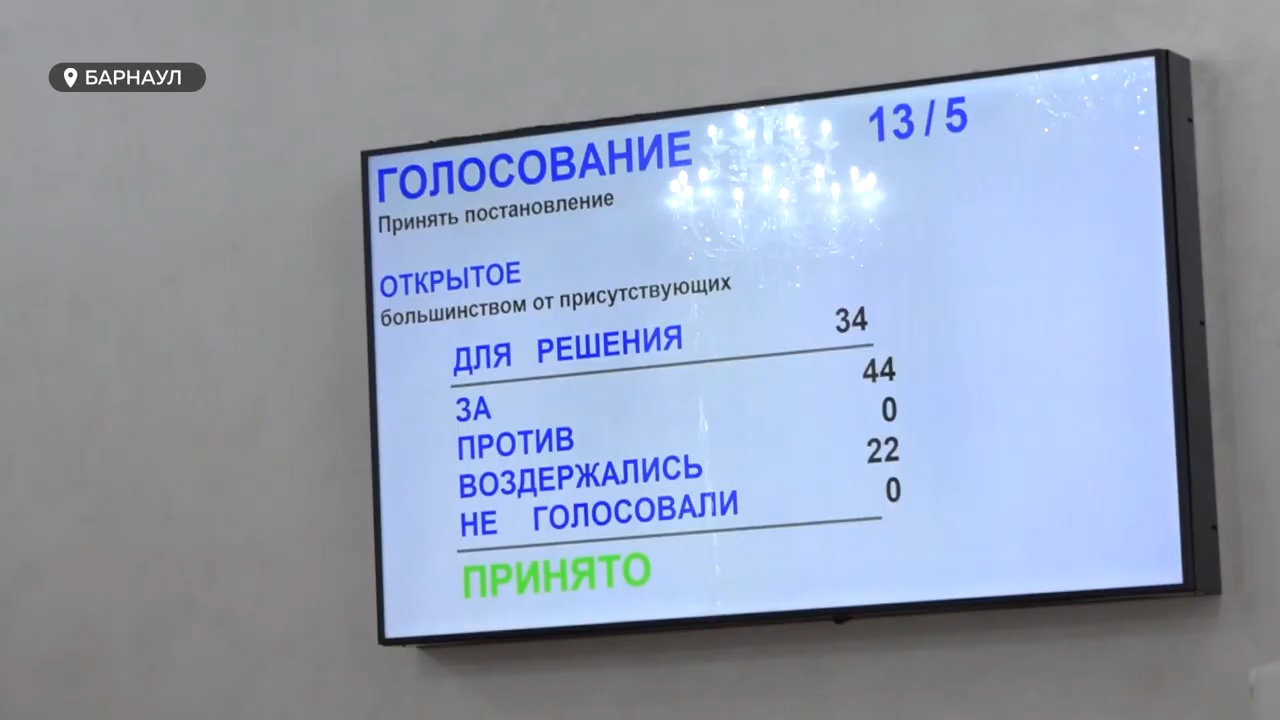 БАРНАУЛ
ГОЛОСОВАНИЕ 13 / 5
Принять постановление
ОТКРЫТОЕ
большинством от присутствующих
ДЛЯ РЕШЕНИЯ 34
ЗА 44
ПРОТИВ 0
ВОЗДЕРЖАЛИСЬ 22
НЕ ГОЛОСОВАЛИ 0
ПРИНЯТО